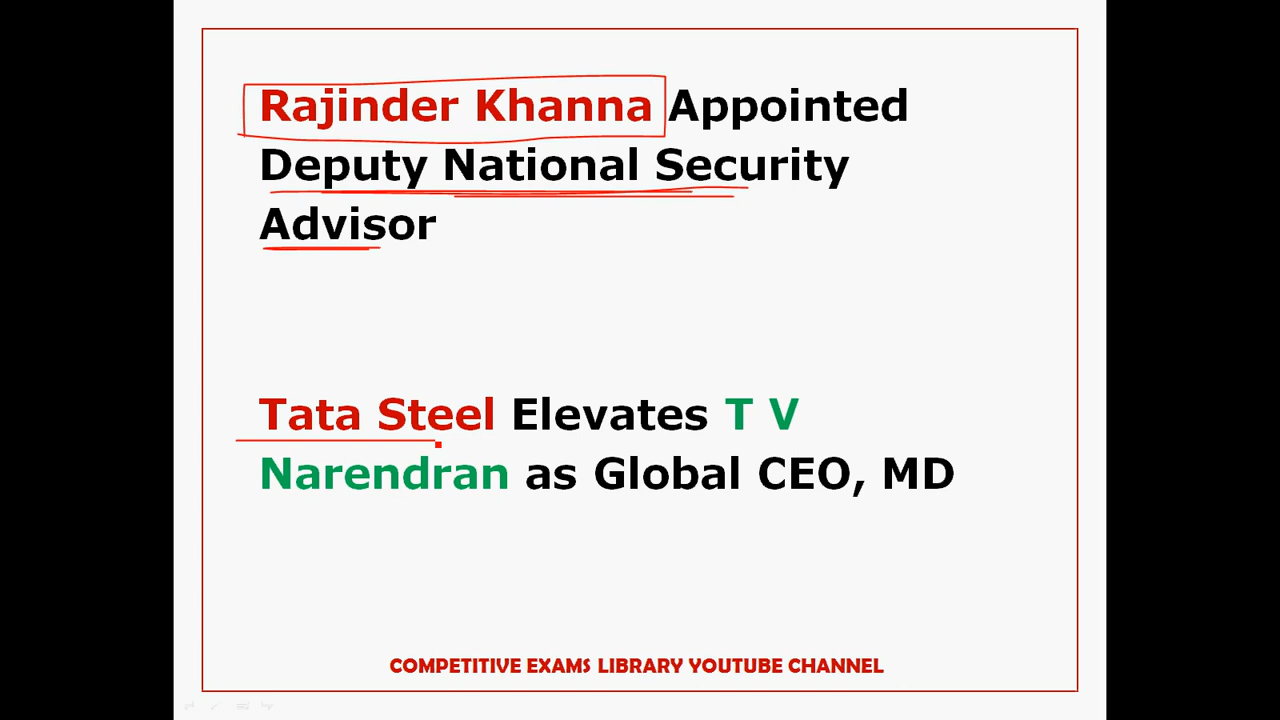 Rajinder Khanna Appointed
Deputy National Security
Advisor
Tata Steel Elevates T V
Narendran as Global CEO, MD
COMPETITIVE EXAMS LIBRARY YOUTUBE CHANNEL